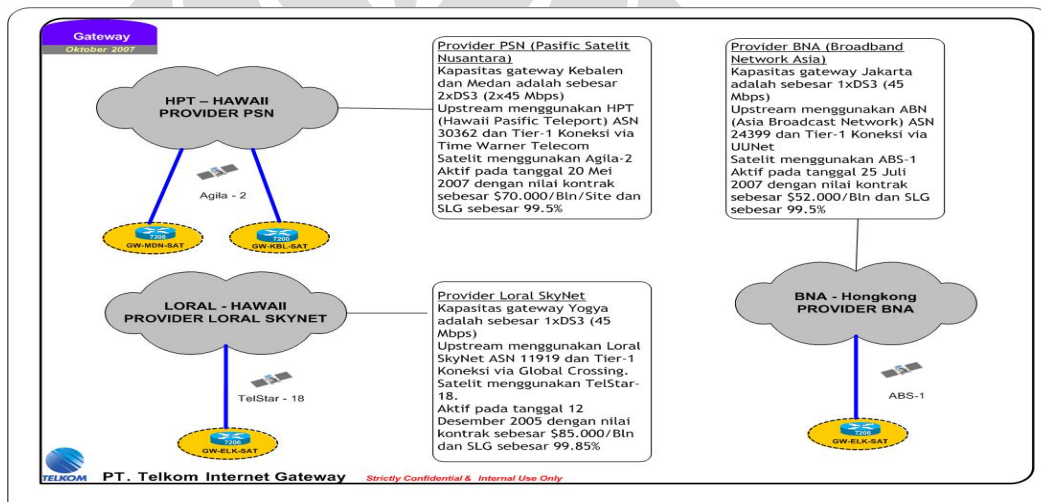 Gateway
Oktober 2007
HPT – HAWAII
PROVIDER PSN
Agila - 2
7206
GW-MDN-SAT
7200
GW-KBL-SAT
Provider PSN (Pasific Satelit
Nusantara)
Kapasitas gateway Kebalen
dan Medan adalah sebesar
2xDS3 (2x45 Mbps)
Upstream menggunakan HPT
(Hawaii Pasific Teleport) ASN
30362 dan Tier-1 Koneksi via
Time Warner Telecom
Satelit menggunakan Agila-2
Aktif pada tanggal 20 Mei
2007 dengan nilai kontrak
sebesar $70.000/Bln/Site dan
SLG sebesar 99.5%
Provider BNA (Broadband
Network Asia)
Kapasitas gateway Jakarta
adalah sebesar 1xDS3 (45
Mbps)
Upstream menggunakan ABN
(Asia Broadcast Network) ASN
24399 dan Tier-1 Koneksi via
UUNet
Satelit menggunakan ABS-1
Aktif pada tanggal 25 Juli
2007 dengan nilai kontrak
sebesar $52.000/Bln dan SLG
sebesar 99.5%
LORAL - HAWAII
PROVIDER LORAL SKYNET
TelStar - 18
7206
GW-ELK-SAT
Provider Loral SkyNet
Kapasitas gateway Yogya
adalah sebesar 1xDS3 (45
Mbps)
Upstream menggunakan Loral
SkyNet ASN 11919 dan Tier-1
Koneksi via Global Crossing.
Satelit menggunakan TelStar-
18.
Aktif pada tanggal 12
Desember 2005 dengan nilai
kontrak sebesar $85.000/Bln
dan SLG sebesar 99.85%
BNA - Hongkong
PROVIDER BNA
ABS-1
7206
GW-ELK-SAT
TELKOM
PT. Telkom Internet Gateway
Strictly Confidential & Internal Use Only